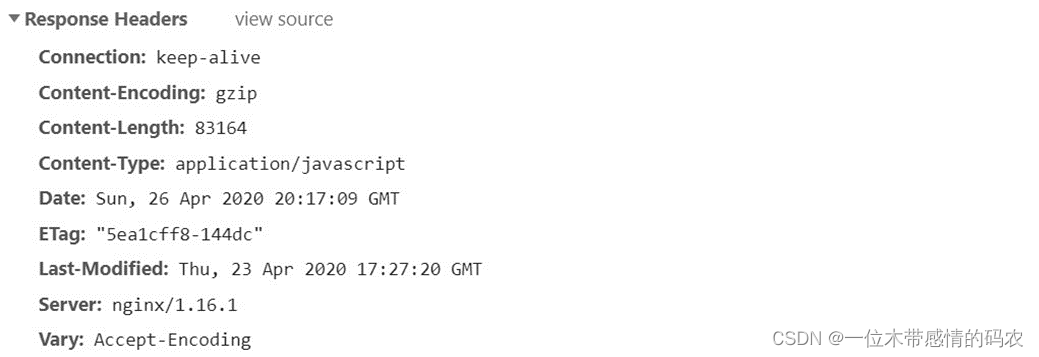 Response Headers view source
Connection: keep-alive
Content-Encoding: gzip
Content-Length: 83164
Content-Type: application/javascript
Date: Sun, 26 Apr 2020 20:17:09 GMT
ETag: "5ea1cff8-144dc"
Last-Modified: Thu, 23 Apr 2020 17:27:20 GMT
Server: nginx/1.16.1
Vary: Accept-Encoding
CSDN @一位木带感情的码农